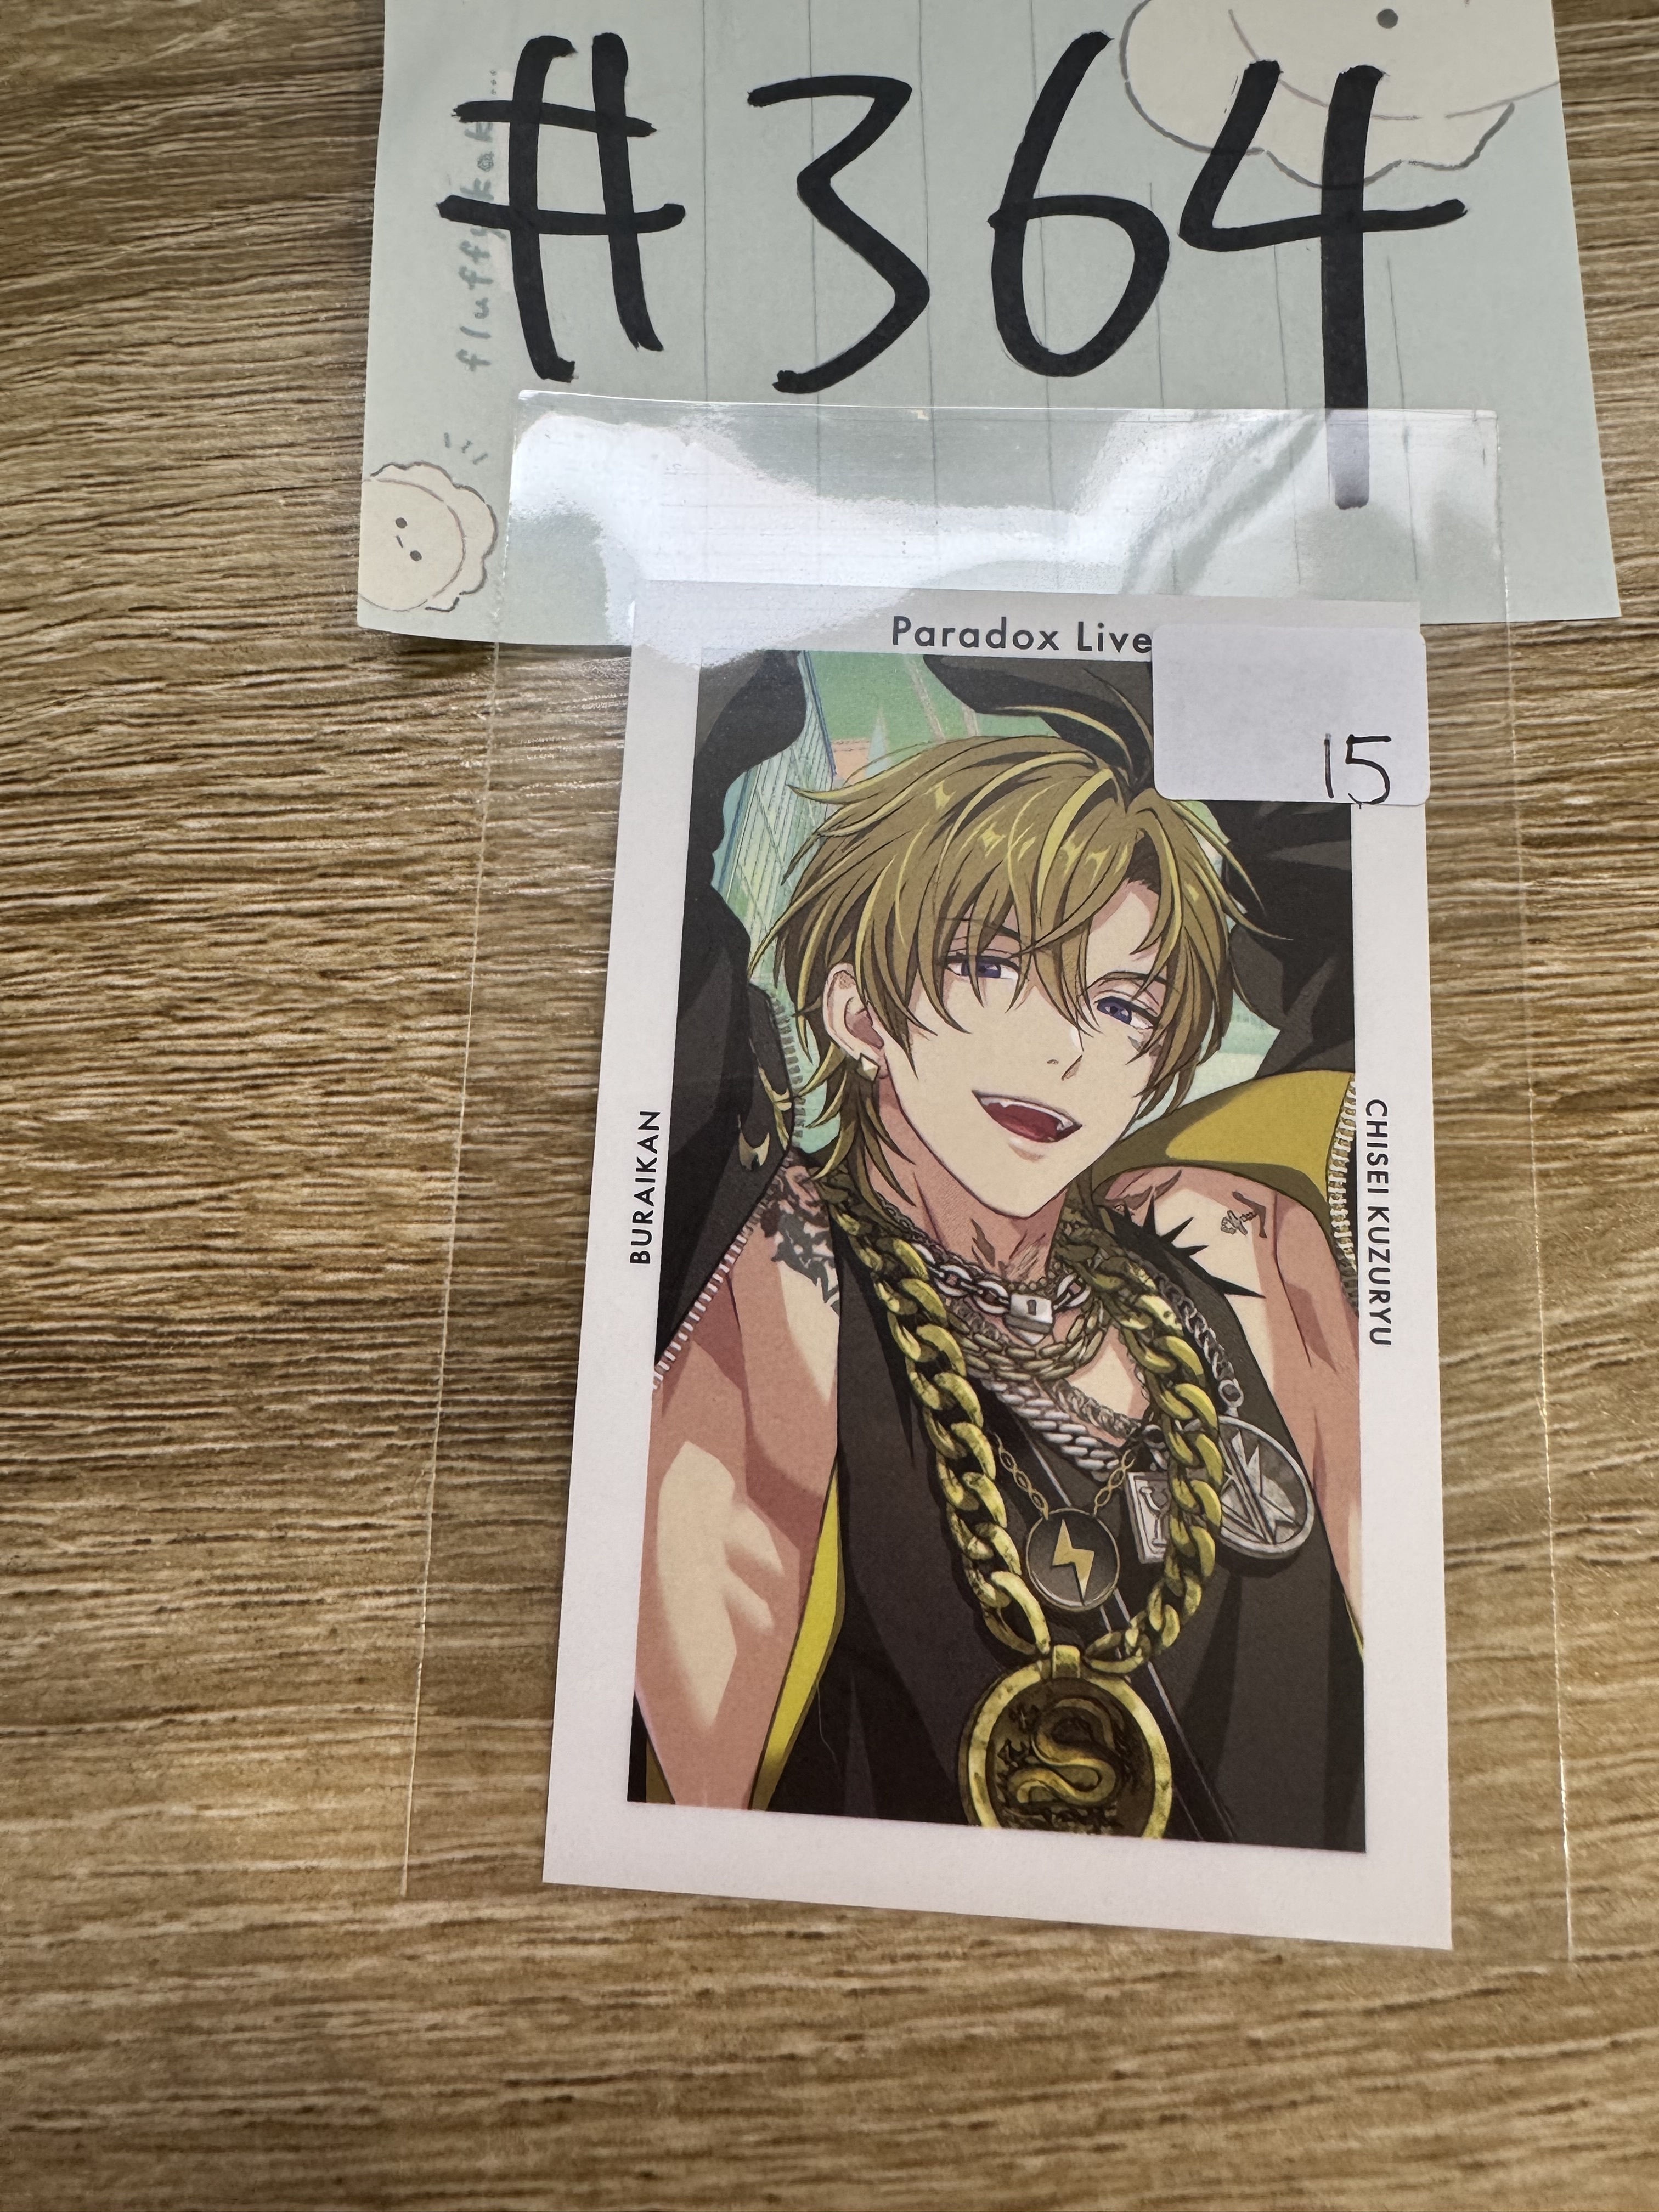 #364
Paradox Live
15
BURAIKAN
CHISEI KUZURYU